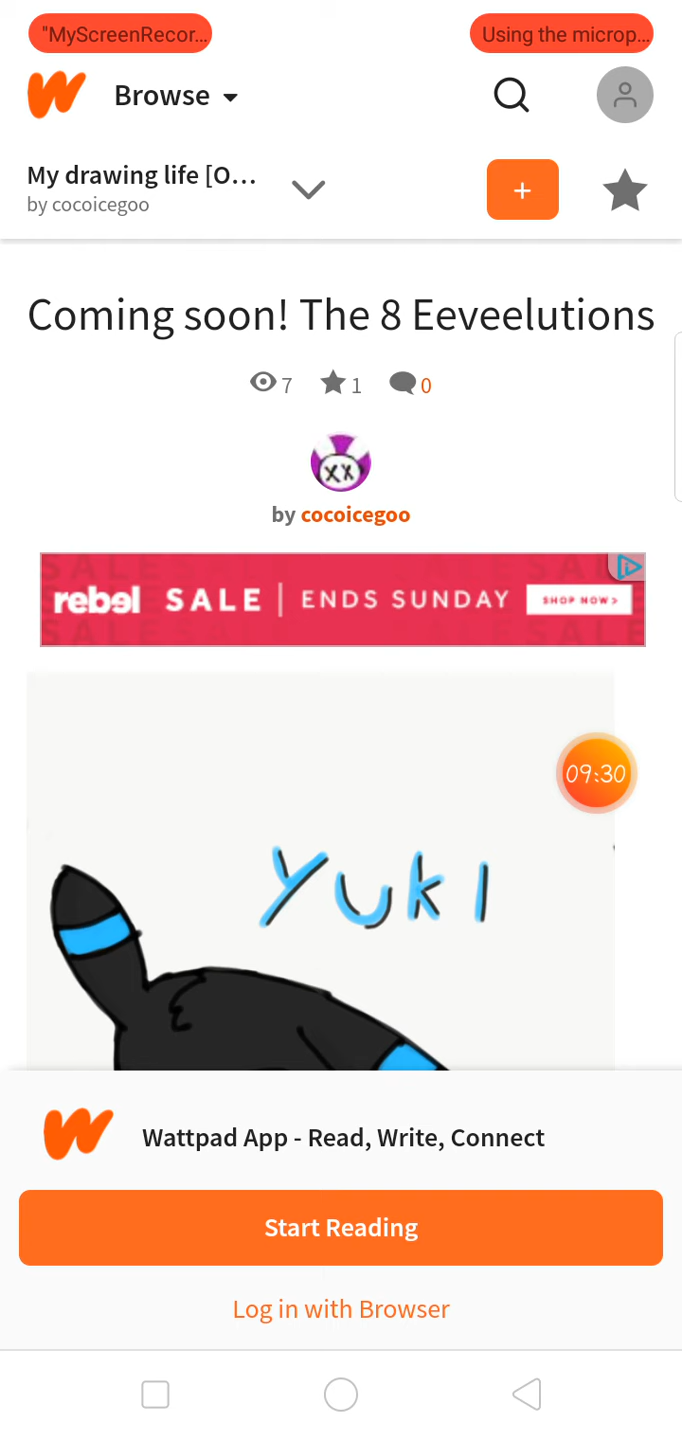 "MyScreenRecor...
Using the microp...
Browse
My drawing life [O...
by cocoicegoo
+
Coming soon! The 8 Eeveelutions
7 1 0
XX
by cocoicegoo
rebel SALE | ENDS SUNDAY SHOP NOW >
09:30
YUKI
Wattpad App - Read, Write, Connect
Start Reading
Log in with Browser